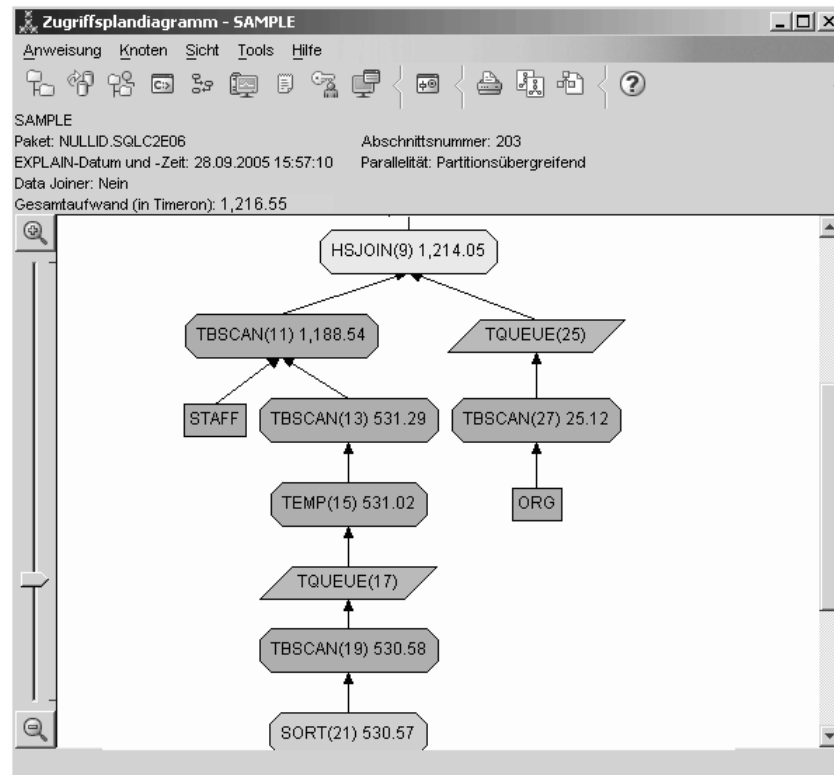 Zugriffsplandiagramm - SAMPLE
Anweisung Knoten Sicht Tools Hilfe
C:\>
SAMPLE
Paket: NULLID.SQLC2E06 Abschnittsnummer: 203
EXPLAIN-Datum und -Zeit: 28.09.2005 15:57:10 Parallelität: Partitionsübergreifend
Data Joiner: Nein
Gesamtaufwand (in Timeron): 1,216.55
HSJOIN(9) 1,214.05
TBSCAN(11) 1,188.54 TQUEUE(25)
STAFF TBSCAN(13) 531.29 TBSCAN(27) 25.12
TEMP(15) 531.02 ORG
TQUEUE(17)
TBSCAN(19) 530.58
SORT(21) 530.57